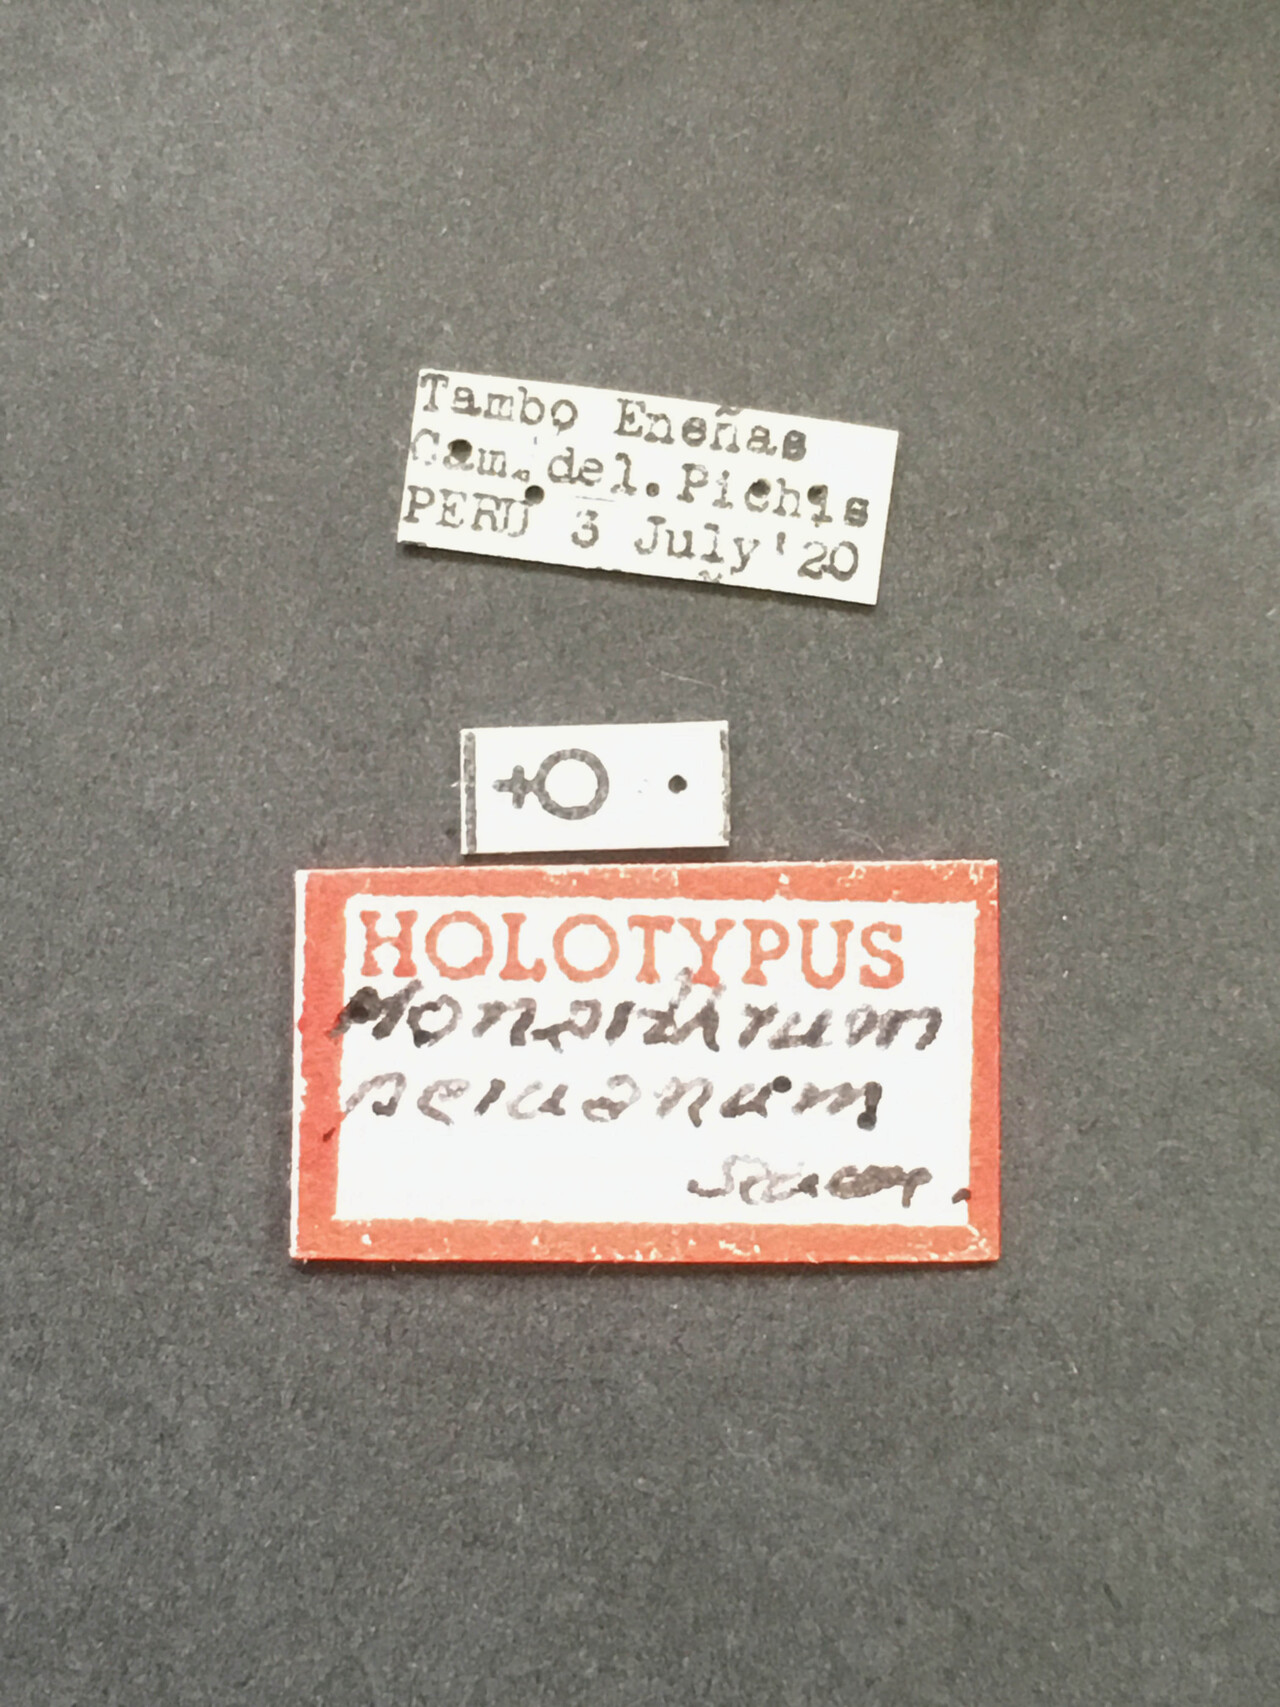 Tambo Eneñas
Cam. del. Pichis
PERU 3 July '20
♀
HOLOTYPUS
Monarthrum
peruanum